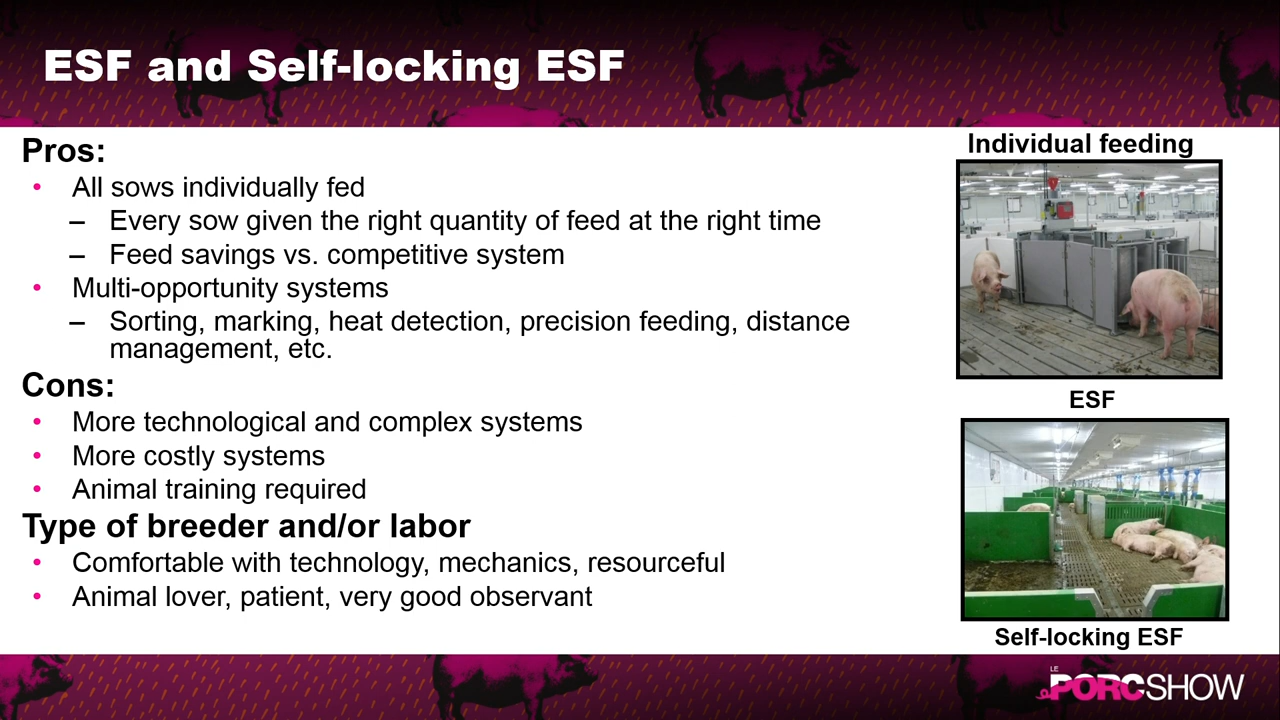 ESF and Self-locking ESF
Pros:
• All sows individually fed
– Every sow given the right quantity of feed at the right time
– Feed savings vs. competitive system
• Multi-opportunity systems
– Sorting, marking, heat detection, precision feeding, distance
management, etc.
Cons:
• More technological and complex systems
• More costly systems
• Animal training required
Type of breeder and/or labor
• Comfortable with technology, mechanics, resourceful
• Animal lover, patient, very good observant
Individual feeding
ESF
Self-locking ESF
LE
PORCSHOW